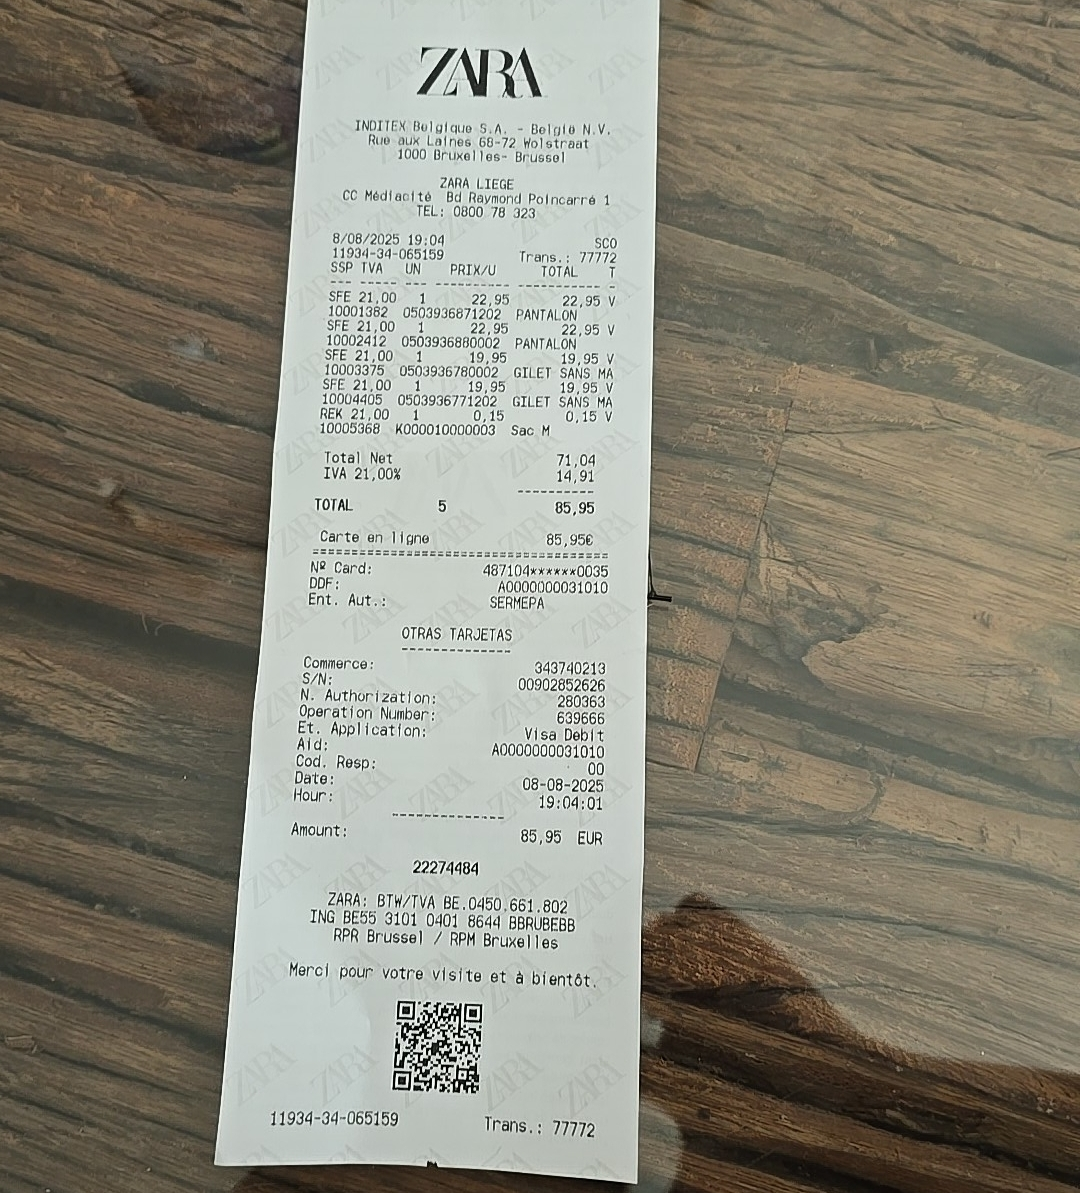 ZARA
INDITEX Belgique S.A. - België N.V.
Rue aux Laines 68-72 Wolstraat
1000 Bruxelles- Brussel
ZARA LIEGE
CC Médiacité Bd Raymond Poincarré 1
TEL: 0800 78 323
8/08/2025 19:04 SCO
11934-34-065159 Trans.: 77772
SSP TVA UN PRIX/U TOTAL T
--- ----- -- ---------- ----------- -
SFE 21,00 1 22,95 22,95 V
10001382 0503936871202 PANTALON
SFE 21,00 1 22,95 22,95 V
10002412 0503936880002 PANTALON
SFE 21,00 1 19,95 19,95 V
10003375 0503936780002 GILET SANS MA
SFE 21,00 1 19,95 19,95 V
10004405 0503936771202 GILET SANS MA
REK 21,00 1 0,15 0,15 V
10005368 K000010000003 Sac M
Total Net 71,04
IVA 21,00% 14,91
----------
TOTAL 5 85,95
Carte en ligne 85,95€
==========================================
Nº Card: 487104******0035
DDF: A0000000031010
Ent. Aut.: SERMEPA
OTRAS TARJETAS
--------------
Commerce: 343740213
S/N: 00902852626
N. Authorization: 280363
Operation Number: 639666
Et. Application: Visa Debit
Aid: A0000000031010
Cod. Resp: 00
Date: 08-08-2025
Hour: 19:04:01
--------------
Amount: 85,95 EUR
22274484
ZARA: BTW/TVA BE.0450.661.802
ING BE55 3101 0401 8644 BBRUBEBB
RPR Brussel / RPM Bruxelles
Merci pour votre visite et à bientôt.
11934-34-065159 Trans.: 77772